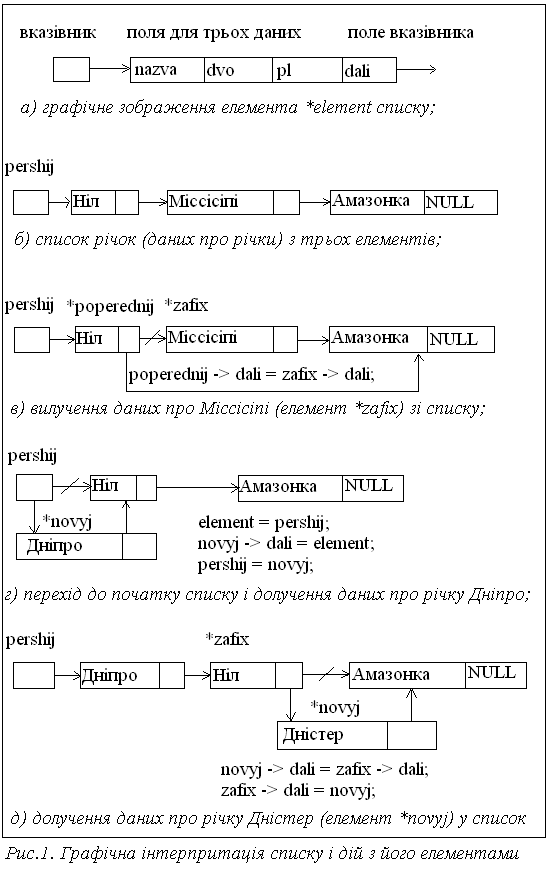 вказівник поля для трьох даних поле вказівника
nazva dvo pl dali
а) графічне зображення елемента *element списку;
pershij
Ніл Міссісіпі Амазонка NULL
б) список річок (даних про річки) з трьох елементів;
pershij *poperednij *zafix
Ніл Міссісіпі Амазонка NULL
poperednij -> dali = zafix -> dali;
в) вилучення даних про Міссісіпі (елемент *zafix) зі списку;
pershij
Ніл Амазонка NULL
*novyj
Дніпро
element = pershij;
novyj -> dali = element;
pershij = novyj;
г) перехід до початку списку і долучення даних про річку Дніпро;
pershij *zafix
Дніпро Ніл Амазонка NULL
*novyj
Дністер
novyj -> dali = zafix -> dali;
zafix -> dali = novyj;
д) долучення даних про річку Дністер (елемент *novyj) у список
Рис.1. Графічна інтерпритація списку і дій з його елементами